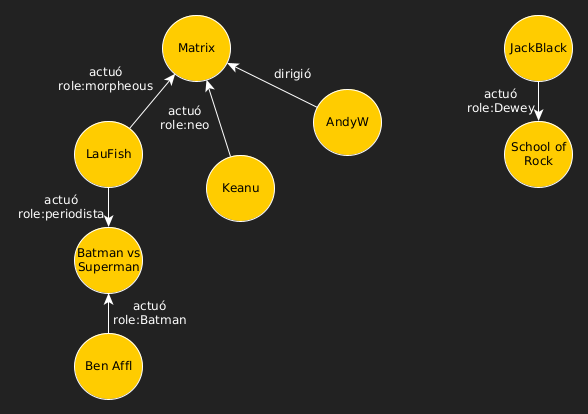 Matrix
JackBlack
actuó
role:morpheous
dirigió
actuó
role:neo
AndyW
actuó
role:Dewey
LauFish
School of
Rock
Keanu
actuó
role:periodista
Batman vs
Superman
actuó
role:Batman
Ben Affl